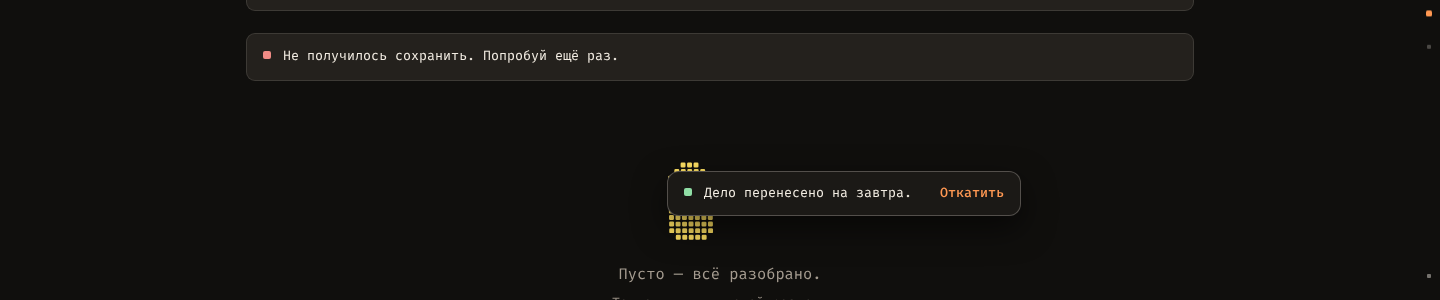 Не получилось сохранить. Попробуй ещё раз.
Дело перенесено на завтра. Откатить
Пусто — всё разобрано.